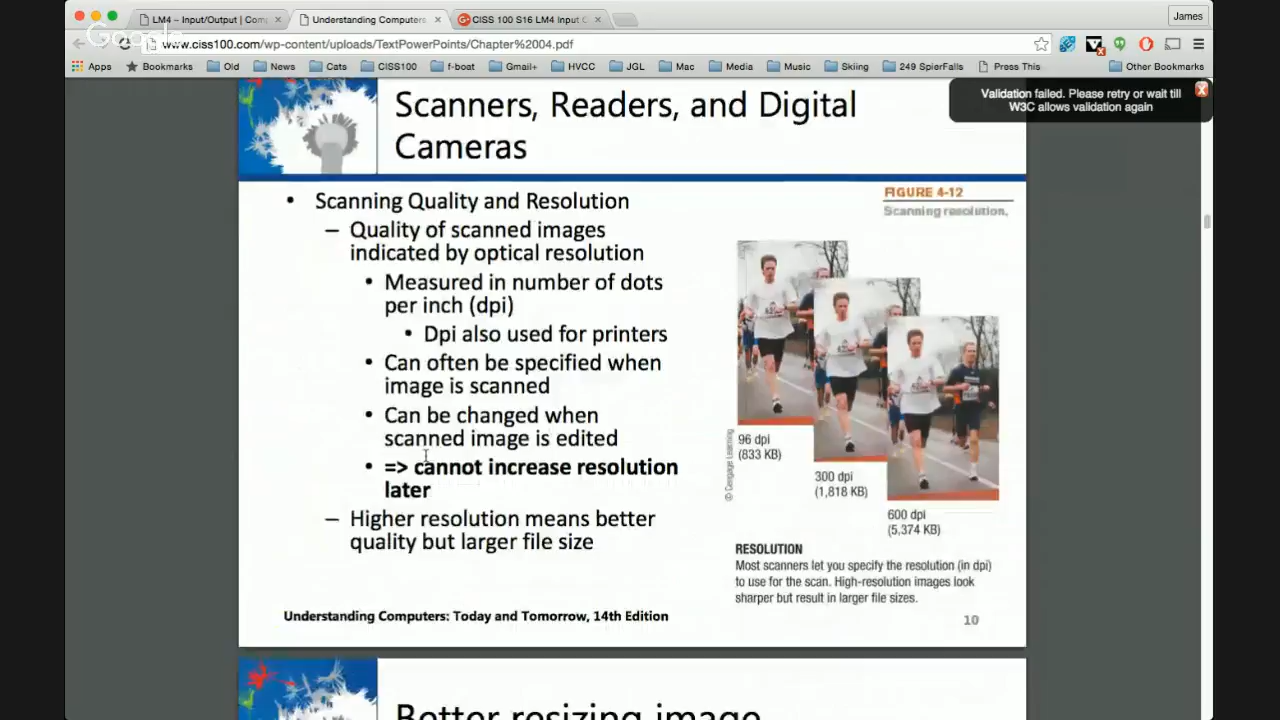 LM4 – Input/Output | Com
Understanding Computers:
CISS 100 S16 LM4 Input C
James
Google
www.ciss100.com/wp-content/uploads/TextPowerPoints/Chapter%2004.pdf
Apps
Bookmarks
Old
News
Cats
CISS100
f-boat
Gmail+
HVCC
JGL
Mac
Media
Music
Skiing
249 SpierFalls
Press This
Other Bookmarks
Validation failed. Please retry or wait till
W3C allows validation again
Scanners, Readers, and Digital
Cameras
• Scanning Quality and Resolution
– Quality of scanned images
indicated by optical resolution
• Measured in number of dots
per inch (dpi)
• Dpi also used for printers
• Can often be specified when
image is scanned
• Can be changed when
scanned image is edited
• => cannot increase resolution
later
– Higher resolution means better
quality but larger file size
FIGURE 4-12
Scanning resolution.
© Cengage Learning
96 dpi
(833 KB)
300 dpi
(1,818 KB)
600 dpi
(5,374 KB)
RESOLUTION
Most scanners let you specify the resolution (in dpi)
to use for the scan. High-resolution images look
sharper but result in larger file sizes.
Understanding Computers: Today and Tomorrow, 14th Edition
10
Better resizing image